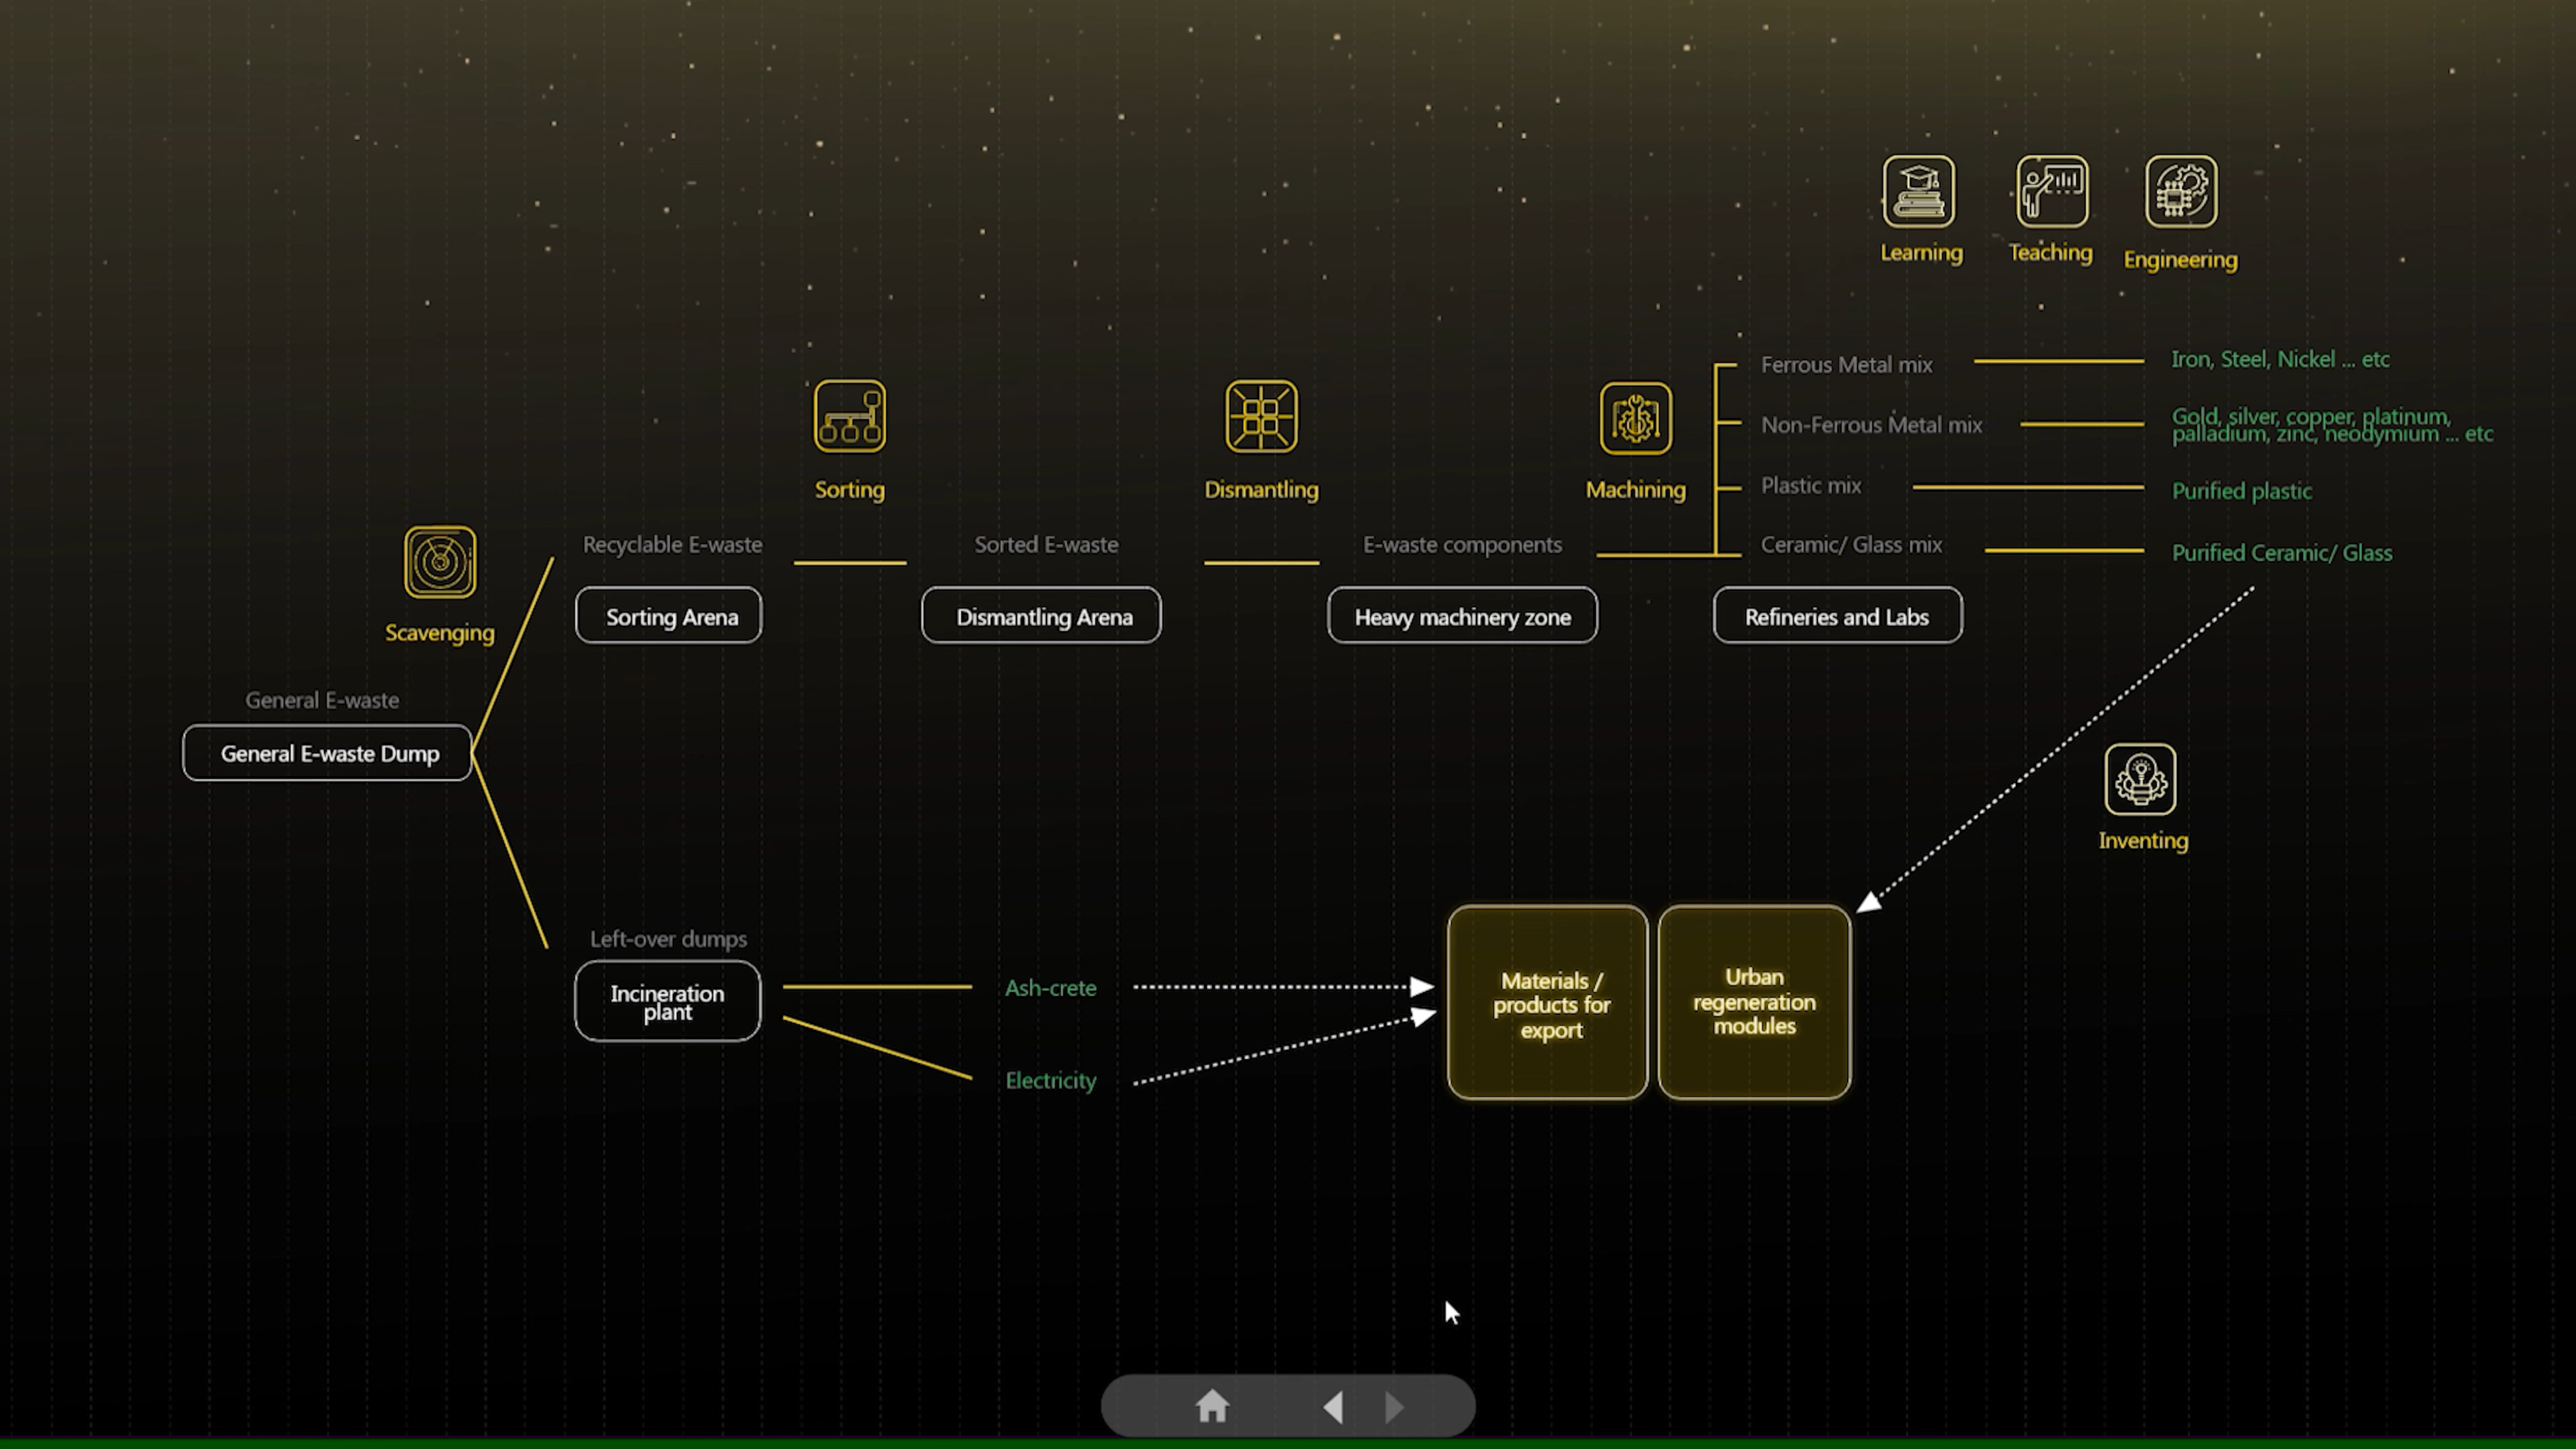 Learning
Teaching
Engineering
Ferrous Metal mix
Iron, Steel, Nickel ... etc
Non-Ferrous Metal mix
Gold, silver, copper, platinum,
palladium, zinc, neodymium ... etc
Sorting
Dismantling
Machining
Plastic mix
Purified plastic
Recyclable E-waste
Sorted E-waste
E-waste components
Ceramic/ Glass mix
Purified Ceramic/ Glass
Sorting Arena
Dismantling Arena
Heavy machinery zone
Refineries and Labs
Scavenging
General E-waste
General E-waste Dump
Inventing
Left-over dumps
Incineration
plant
Ash-crete
Electricity
Materials /
products for
export
Urban
regeneration
modules